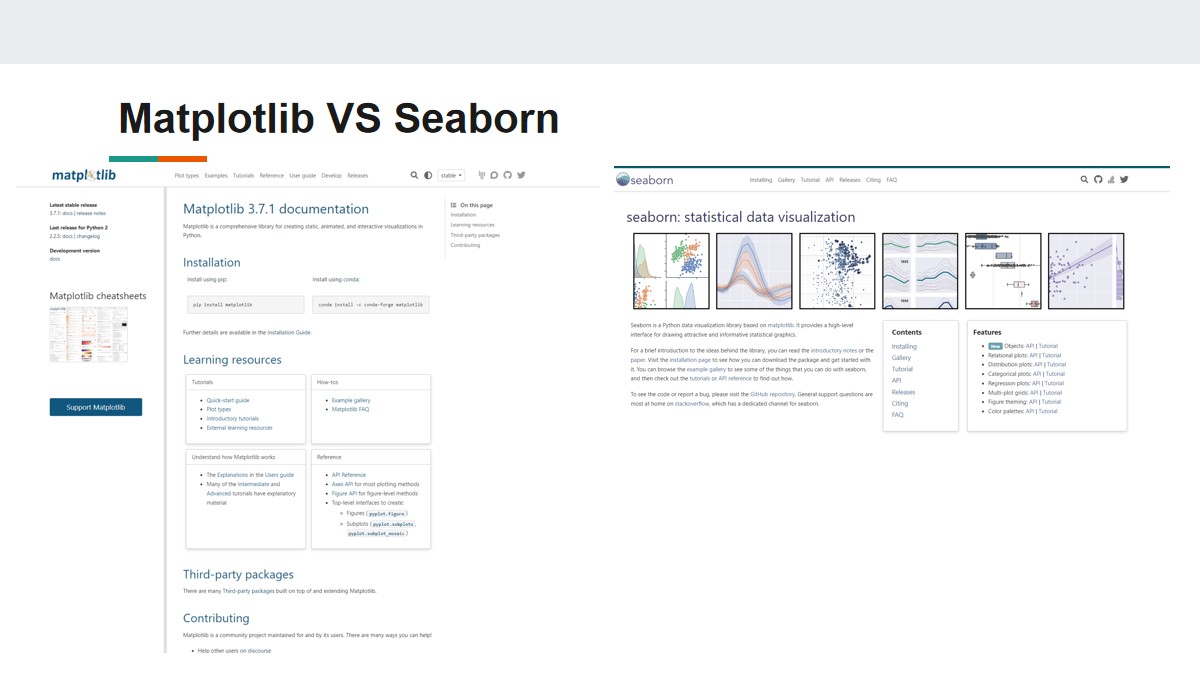 Matplotlib VS Seaborn
matplotlib
Plot types Examples Tutorials Reference User guide Develop Releases
stable
Latest stable release
3.7.1: docs | release notes
Last release for Python 2
2.2.5: docs | changelog
Development version
docs
Matplotlib cheatsheets
Support Matplotlib
Matplotlib 3.7.1 documentation
Matplotlib is a comprehensive library for creating static, animated, and interactive visualizations in
Python.
Installation
Install using pip:
Install using conda:
pip install matplotlib
conda install -c conda-forge matplotlib
Further details are available in the Installation Guide.
Learning resources
Tutorials
Quick-start guide
Plot types
Introductory tutorials
External learning resources
How-tos
Example gallery
Matplotlib FAQ
Understand how Matplotlib works
The Explanations in the Users guide
Many of the Intermediate and
Advanced tutorials have explanatory
material
Reference
API Reference
Axes API for most plotting methods
Figure API for figure-level methods
Top-level interfaces to create:
Figures (pyplot.figure)
Subplots (pyplot.subplots,
pyplot.subplot_mosaic)
Third-party packages
There are many Third-party packages built on top of and extending Matplotlib.
Contributing
Matplotlib is a community project maintained for and by its users. There are many ways you can help!
Help other users on discourse
On this page
Installation
Learning resources
Third-party packages
Contributing
seaborn
Installing Gallery Tutorial API Releases Citing FAQ
seaborn: statistical data visualization
Seaborn is a Python data visualization library based on matplotlib. It provides a high-level
interface for drawing attractive and informative statistical graphics.
For a brief introduction to the ideas behind the library, you can read the introductory notes or the
paper. Visit the installation page to see how you can download the package and get started with
it. You can browse the example gallery to see some of the things that you can do with seaborn,
and then check out the tutorials or API reference to find out how.
To see the code or report a bug, please visit the GitHub repository. General support questions are
most at home on stackoverflow, which has a dedicated channel for seaborn.
Contents
Installing
Gallery
Tutorial
API
Releases
Citing
FAQ
Features
New Objects: API | Tutorial
Relational plots: API | Tutorial
Distribution plots: API | Tutorial
Categorical plots: API | Tutorial
Regression plots: API | Tutorial
Multi-plot grids: API | Tutorial
Figure theming: API | Tutorial
Color palettes: API | Tutorial